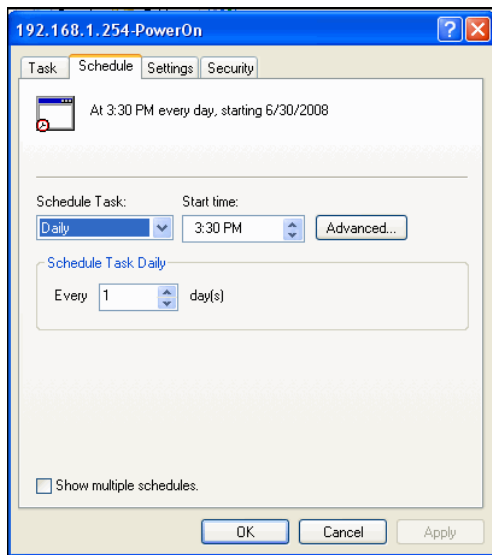 192.168.1.254-PowerOn
Task Schedule Settings Security
At 3:30 PM every day, starting 6/30/2008
Schedule Task: Start time:
Daily 3:30 PM Advanced...
Schedule Task Daily
Every 1 day(s)
Show multiple schedules.
OK Cancel Apply